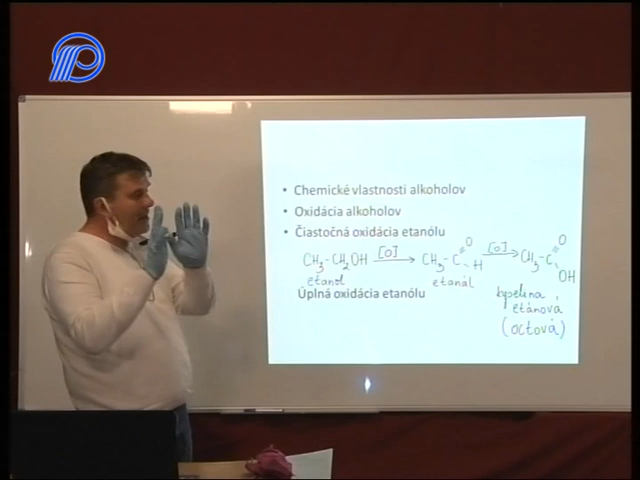 • Chemické vlastnosti alkoholov
• Oxidácia alkoholov
• Čiastočná oxidácia etanólu
CH₃-CH₂OH [O]→ CH₃-C=O H [O]→ CH₃-C=O OH
etanol etanál kyselina
Úplná oxidácia etanólu etánová
(octová)